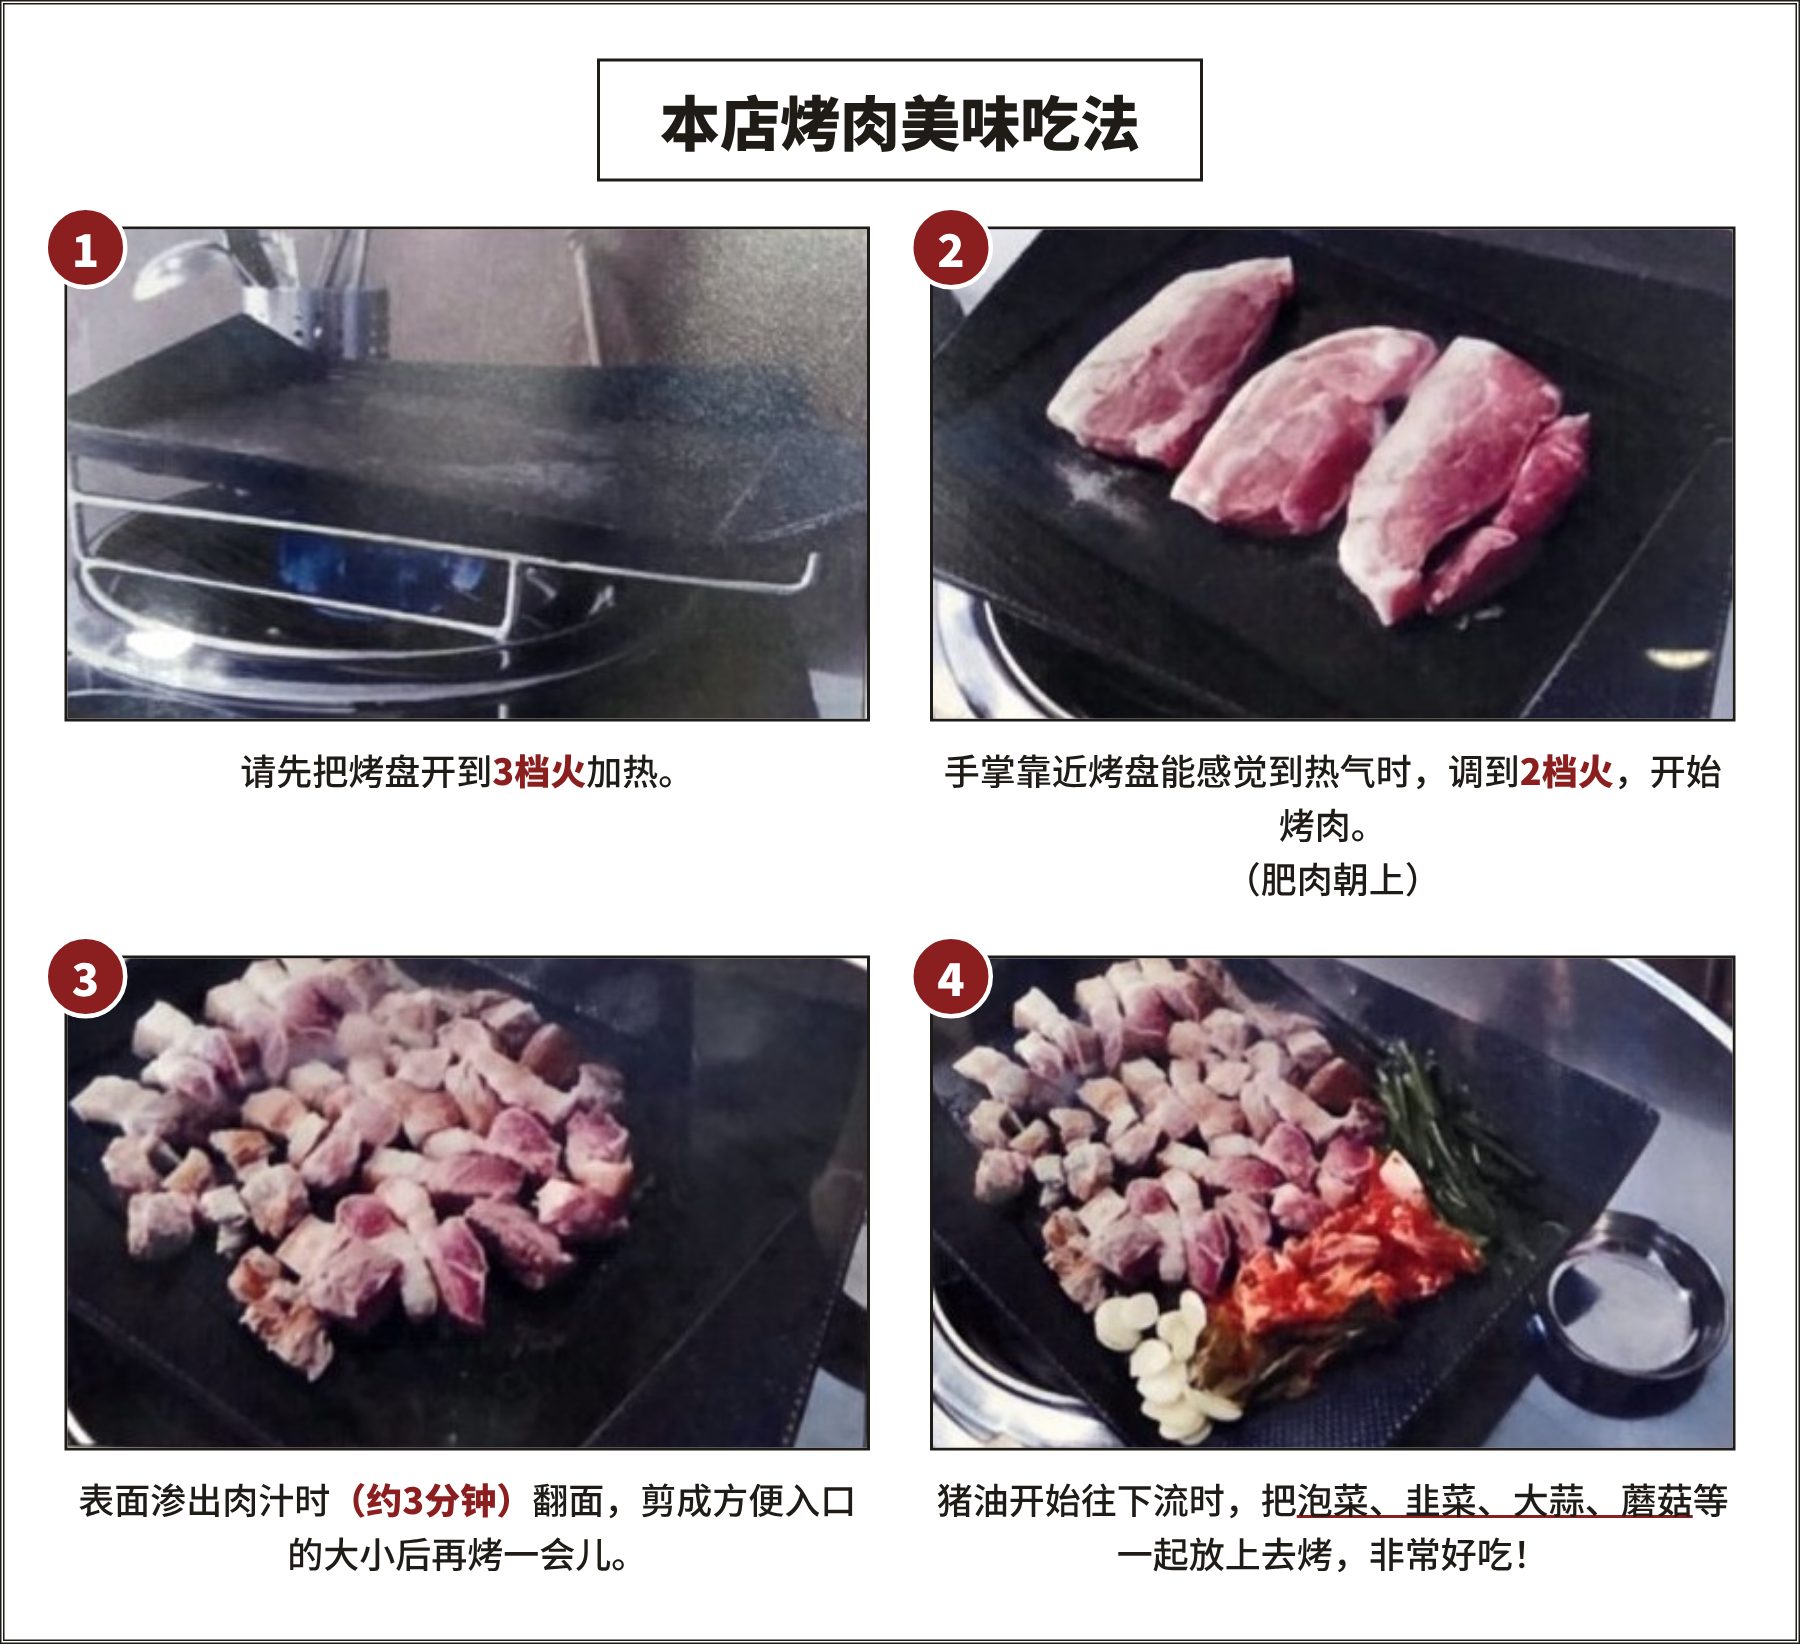 本店烤肉美味吃法
1
请先把烤盘开到3档火加热。
2
手掌靠近烤盘能感觉到热气时，调到2档火，开始
烤肉。
（肥肉朝上）
3
表面渗出肉汁时（约3分钟）翻面，剪成方便入口
的大小后再烤一会儿。
4
猪油开始往下流时，把泡菜、韭菜、大蒜、蘑菇等
一起放上去烤，非常好吃！